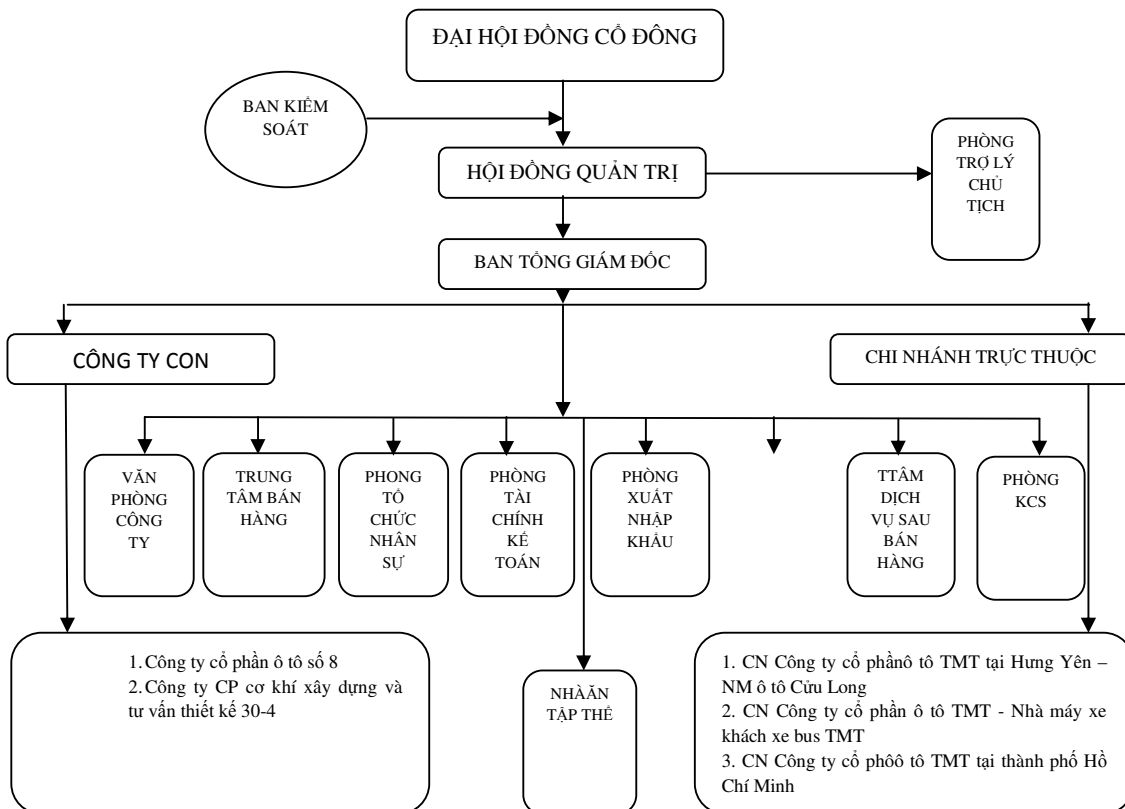 ĐẠI HỘI ĐỒNG CỔ ĐÔNG
BAN KIỂM
SOÁT
HỘI ĐỒNG QUẢN TRỊ
PHÒNG
TRỢ LÝ
CHỦ
TỊCH
BAN TỔNG GIÁM ĐỐC
CÔNG TY CON
CHI NHÁNH TRỰC THUỘC
VĂN
PHÒNG
CÔNG
TY
TRUNG
TÂM BÁN
HÀNG
PHONG
TỔ
CHỨC
NHÂN
SỰ
PHÒNG
TÀI
CHÍNH
KẾ
TOÁN
PHÒNG
XUẤT
NHẬP
KHẨU
TTÂM
DỊCH
VỤ SAU
BÁN
HÀNG
PHÒNG
KCS
1. Công ty cổ phần ô tô số 8
2. Công ty CP cơ khí xây dựng và
tư vấn thiết kế 30-4
NHÀĂN
TẬP THỂ
1. CN Công ty cổ phầnô tô TMT tại Hưng Yên –
NM ô tô Cửu Long
2. CN Công ty cổ phần ô tô TMT - Nhà máy xe
khách xe bus TMT
3. CN Công ty cổ phôô tô TMT tại thành phố Hồ
Chí Minh